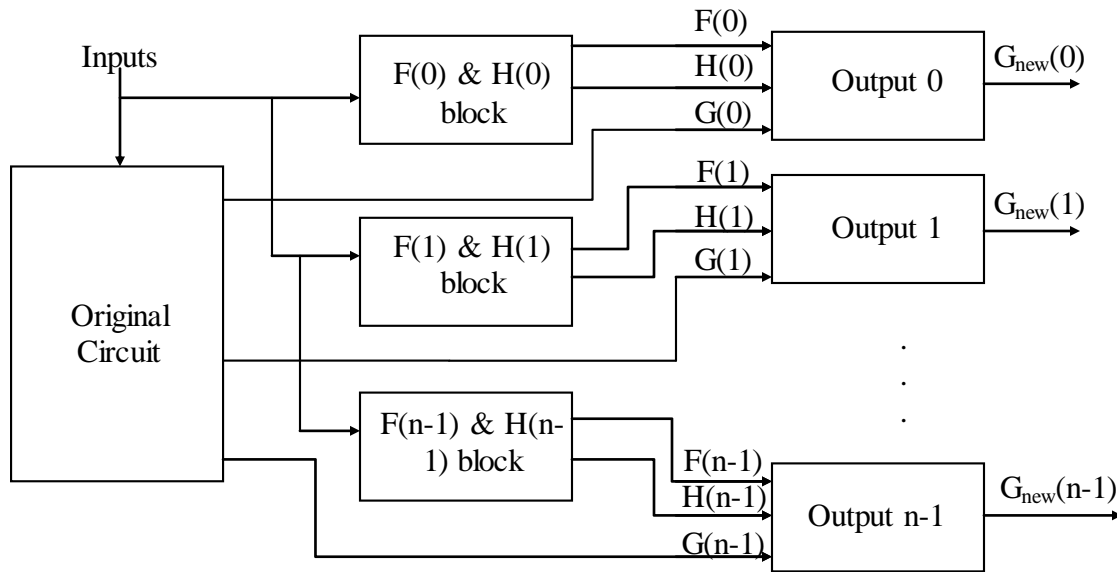 Inputs
F(0) & H(0)
block
F(0)
H(0)
G(0)
Output 0
G_new(0)
Original
Circuit
F(1) & H(1)
block
F(1)
H(1)
G(1)
Output 1
G_new(1)
.
.
.
F(n-1) & H(n-
1) block
F(n-1)
H(n-1)
G(n-1)
Output n-1
G_new(n-1)